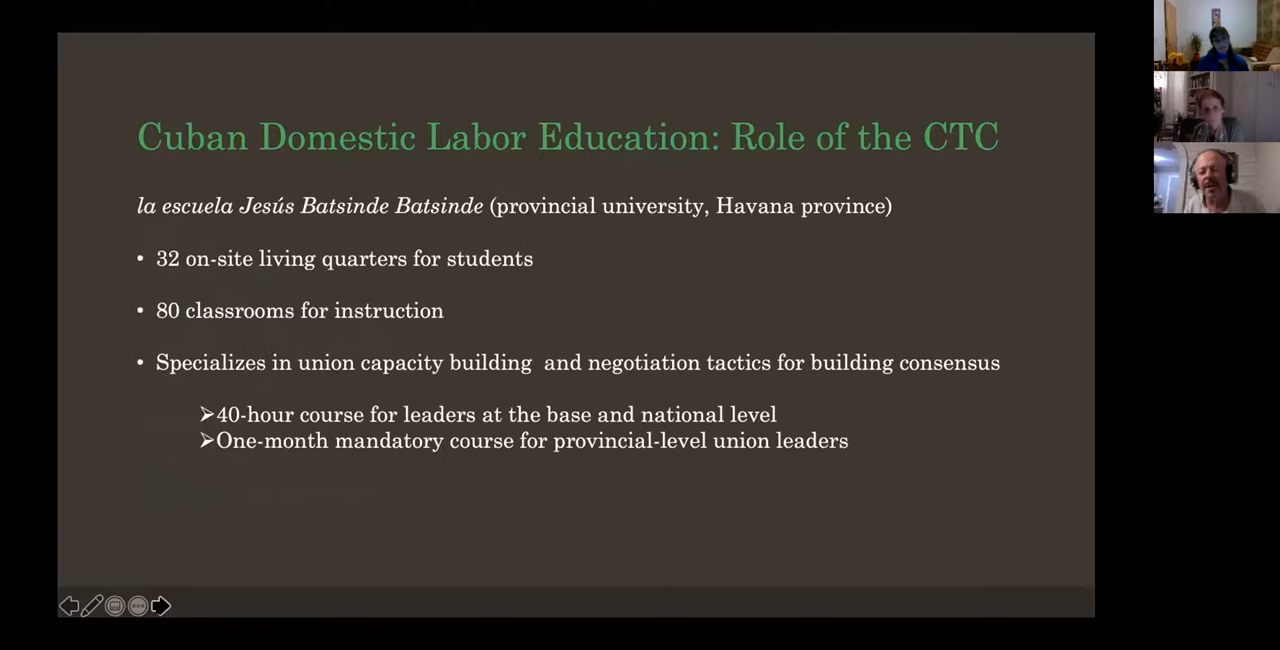 Cuban Domestic Labor Education: Role of the CTC
la escuela Jesús Batsinde Batsinde (provincial university, Havana province)
• 32 on-site living quarters for students
• 80 classrooms for instruction
• Specializes in union capacity building  and negotiation tactics for building consensus
➢40-hour course for leaders at the base and national level
➢One-month mandatory course for provincial-level union leaders